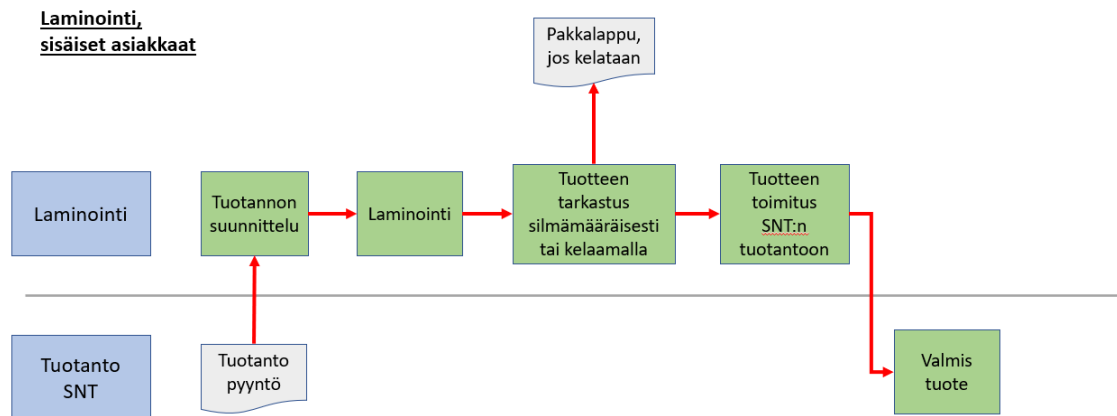 Laminointi,
sisäiset asiakkaat
Pakkalappu,
jos kelataan
Laminointi
Tuotannon
suunnittelu
Laminointi
Tuotteen
tarkastus
silmämääräisesti
tai kelaamalla
Tuotteen
toimitus
SNT:n
tuotantoon
Tuotanto
SNT
Tuotanto
pyyntö
Valmis
tuote